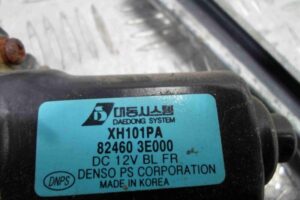 대동시스템
DAEDONG SYSTEM
XH101PA
82460 3E000
DC 12V BL FR
DENSO PS CORPORATION
DNPS MADE IN KOREA